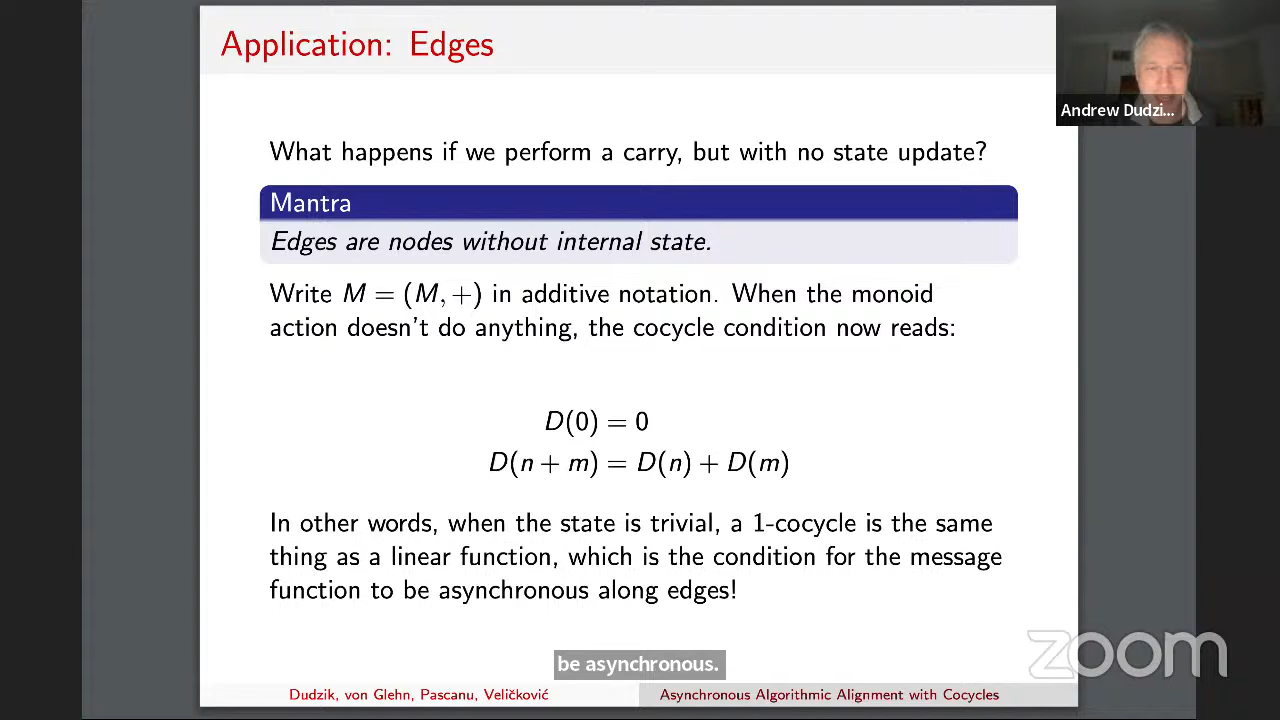 Application: Edges
Andrew Dudzi...
What happens if we perform a carry, but with no state update?
Mantra
Edges are nodes without internal state.
Write M = (M, +) in additive notation. When the monoid
action doesn't do anything, the cocycle condition now reads:
D(0) = 0
D(n + m) = D(n) + D(m)
In other words, when the state is trivial, a 1-cocycle is the same
thing as a linear function, which is the condition for the message
function to be asynchronous along edges!
zoom
be asynchronous.
Dudzik, von Glehn, Pascanu, Veličković
Asynchronous Algorithmic Alignment with Cocycles